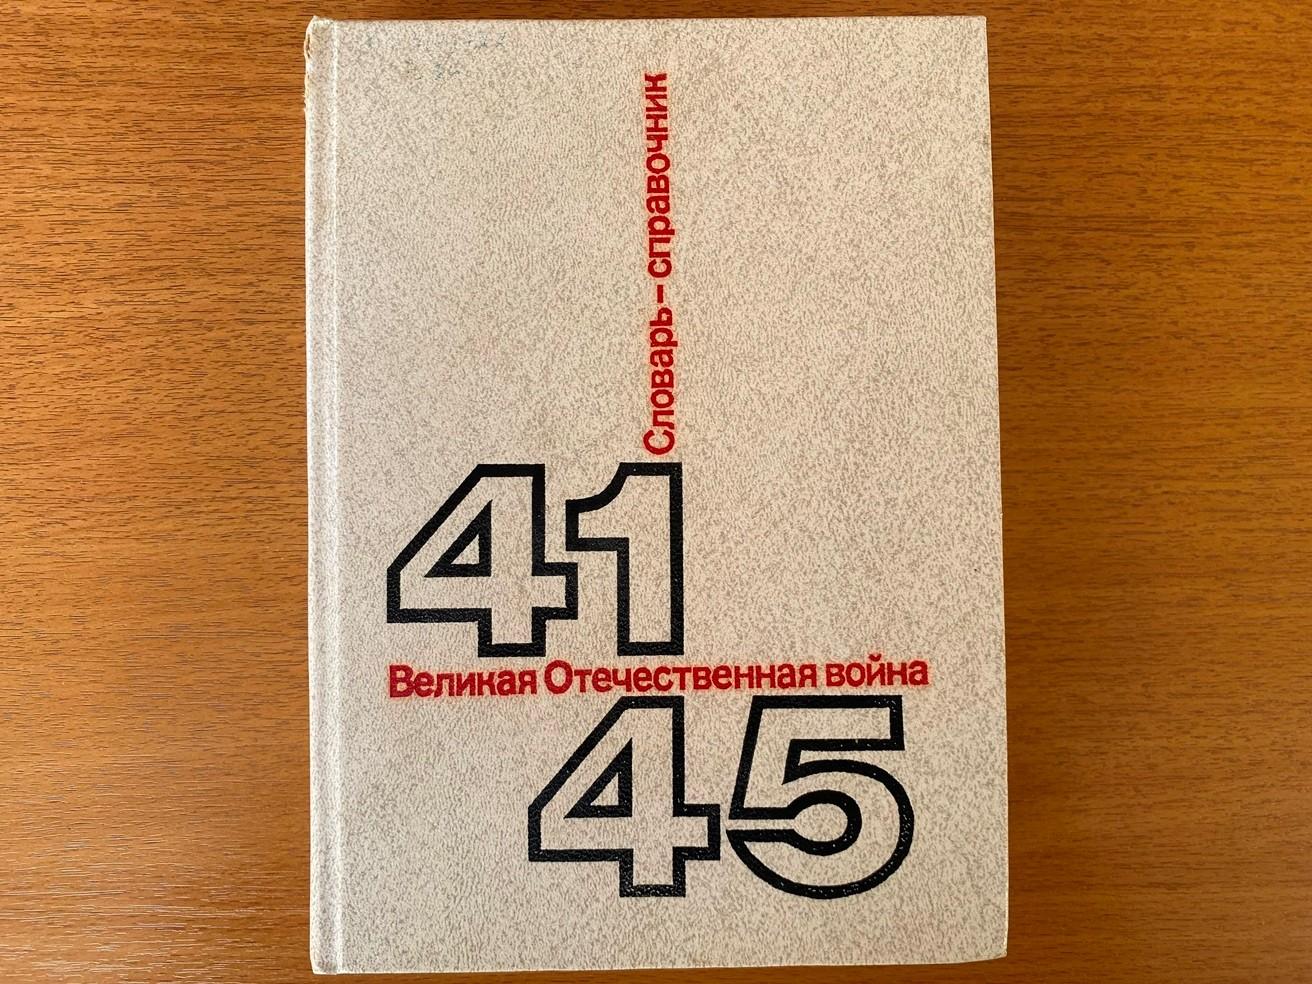 Словарь-справочник
41
Великая Отечественная война
45